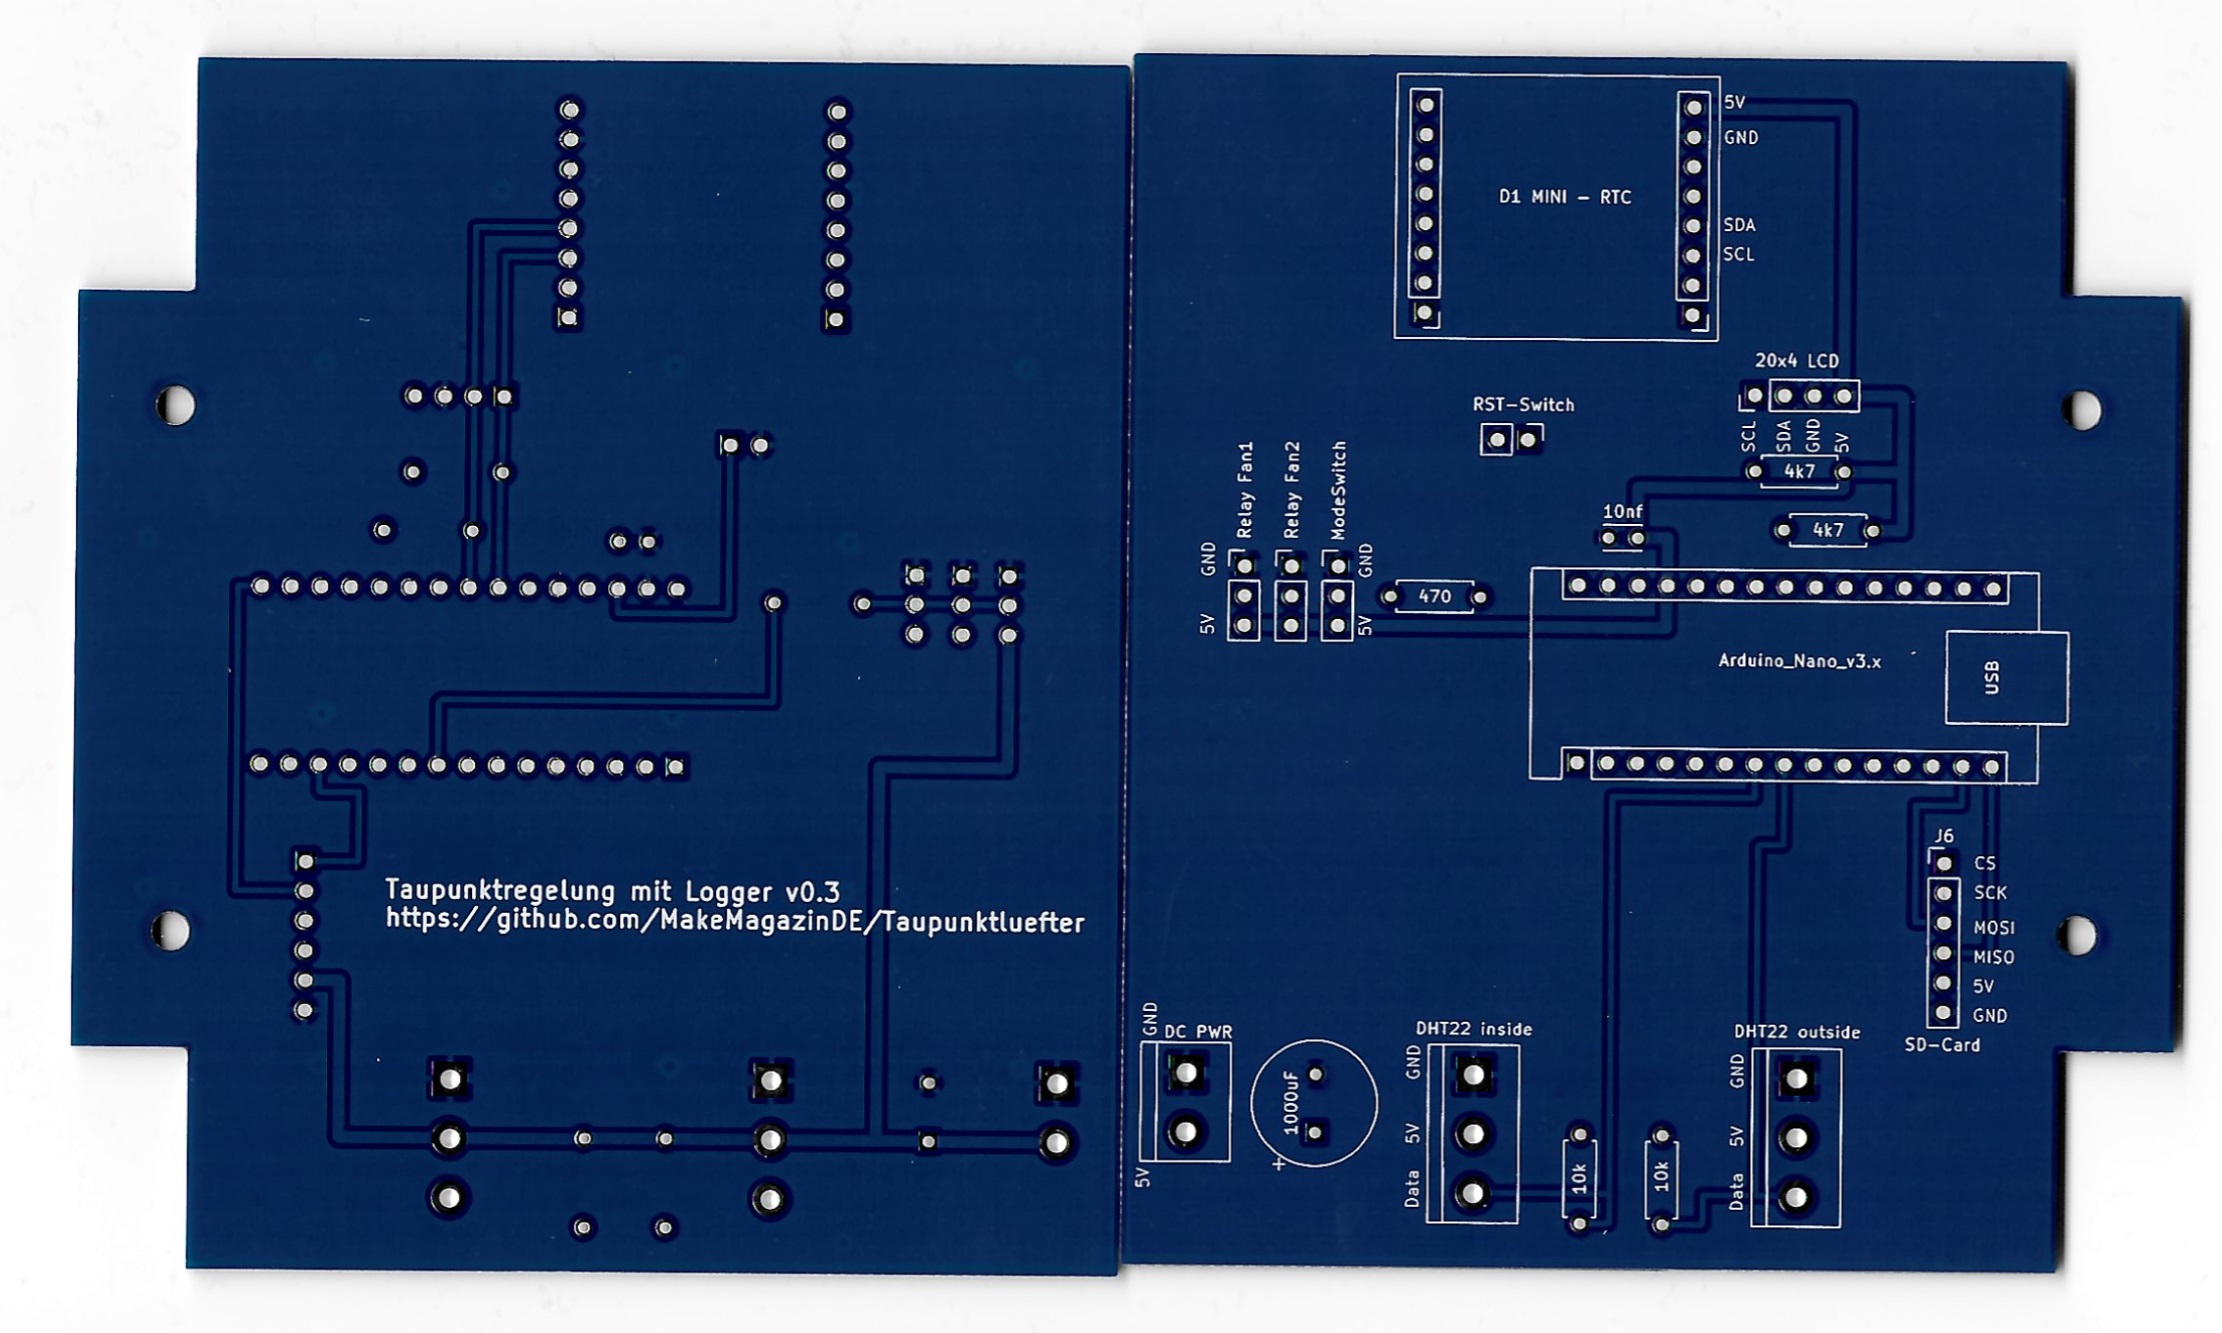 Taupunktregelung mit Logger v0.3
https://github.com/MakeMagazinDE/Taupunktluefter
5V
GND
D1 MINI – RTC
SDA
SCL
20x4 LCD
SCL
SDA
GND
5V
RST–Switch
4k7
4k7
10nf
Relay Fan1
Relay Fan2
ModeSwitch
GND
GND
5V
5V
470
Arduino_Nano_v3.x
USB
J6
CS
SCK
MOSI
MISO
5V
GND
SD–Card
GND
DC PWR
5V
1000uF
+
DHT22 inside
GND
5V
Data
10k
10k
DHT22 outside
GND
5V
Data